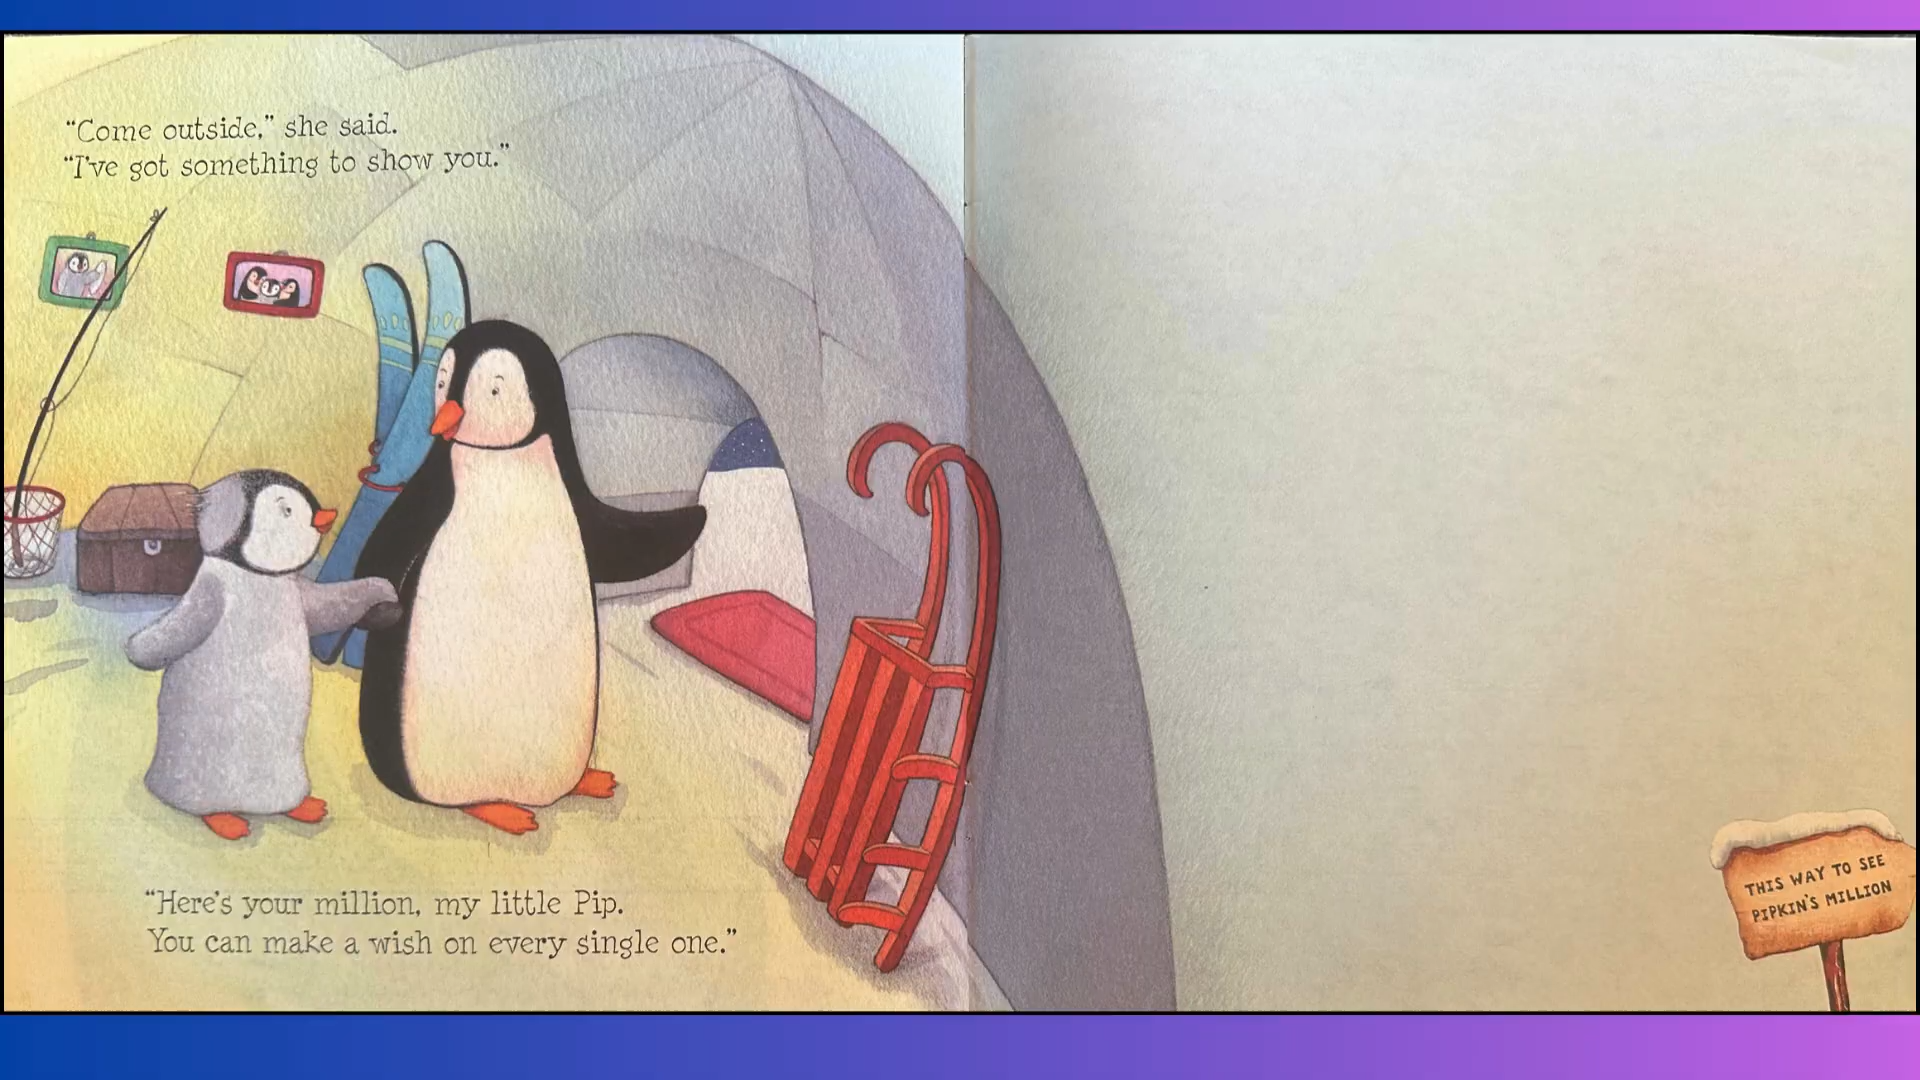 “Come outside,” she said.
“I’ve got something to show you.”
“Here’s your million, my little Pip.
You can make a wish on every single one.”
THIS WAY TO SEE
PIPKIN’S MILLION